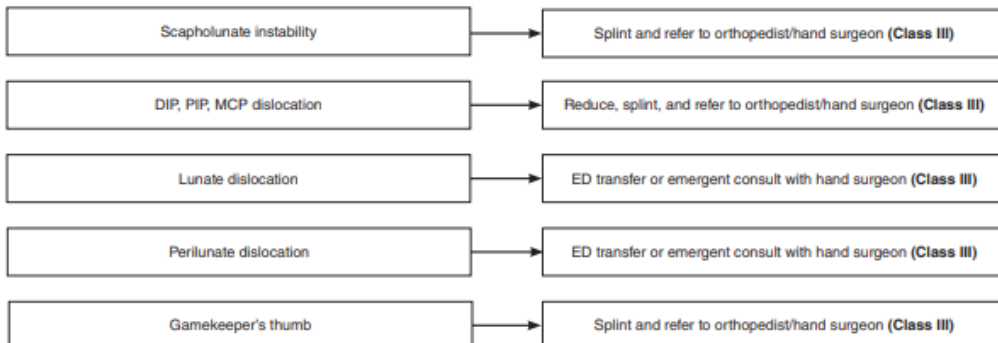 Scapholunate instability
Splint and refer to orthopedist/hand surgeon (Class III)
DIP, PIP, MCP dislocation
Reduce, splint, and refer to orthopedist/hand surgeon (Class III)
Lunate dislocation
ED transfer or emergent consult with hand surgeon (Class III)
Perilunate dislocation
ED transfer or emergent consult with hand surgeon (Class III)
Gamekeeper's thumb
Splint and refer to orthopedist/hand surgeon (Class III)